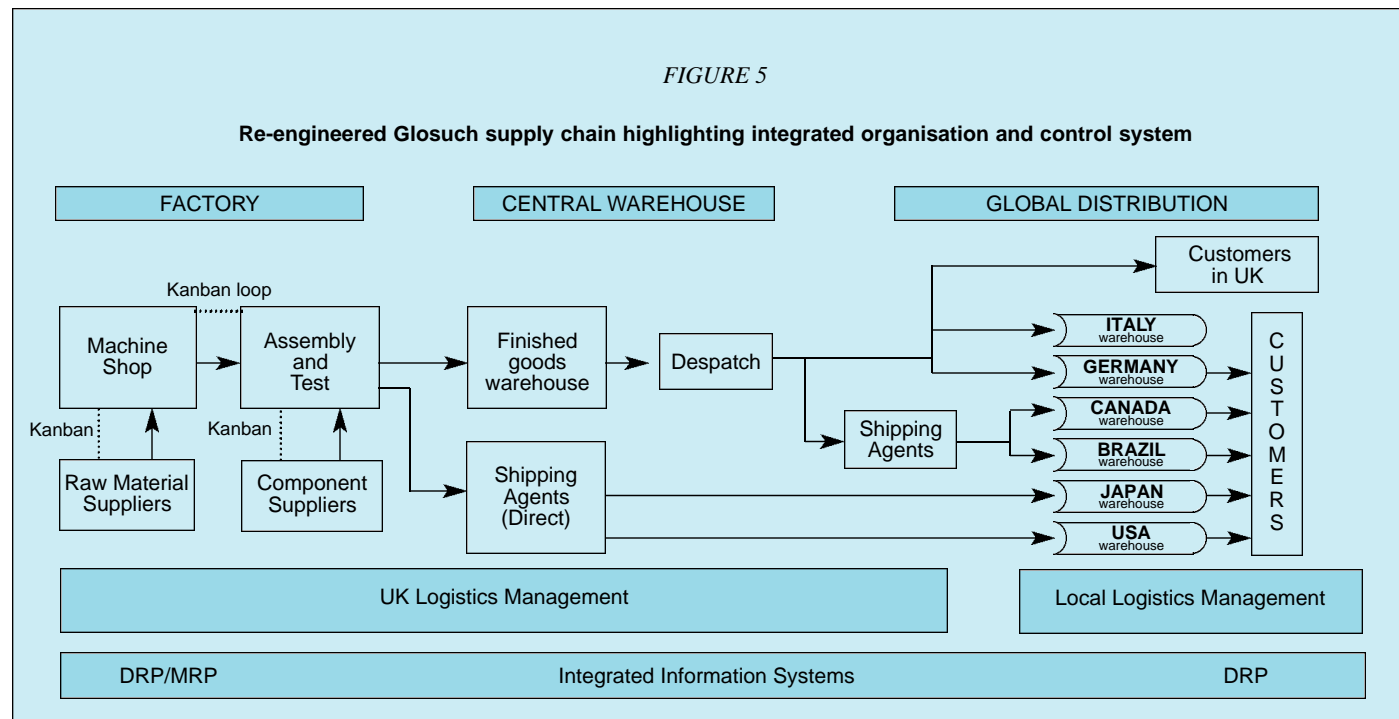 FIGURE 5
Re-engineered Glosuch supply chain highlighting integrated organisation and control system
FACTORY
CENTRAL WAREHOUSE
GLOBAL DISTRIBUTION
Customers
in UK
Kanban loop
Machine
Shop
Assembly
and
Test
Finished
goods
warehouse
Despatch
ITALY
warehouse
GERMANY
warehouse
CANADA
warehouse
BRAZIL
warehouse
JAPAN
warehouse
USA
warehouse
CUSTOMERS
Shipping
Agents
Kanban
Kanban
Raw Material
Suppliers
Component
Suppliers
Shipping
Agents
(Direct)
UK Logistics Management
Local Logistics Management
DRP/MRP
Integrated Information Systems
DRP